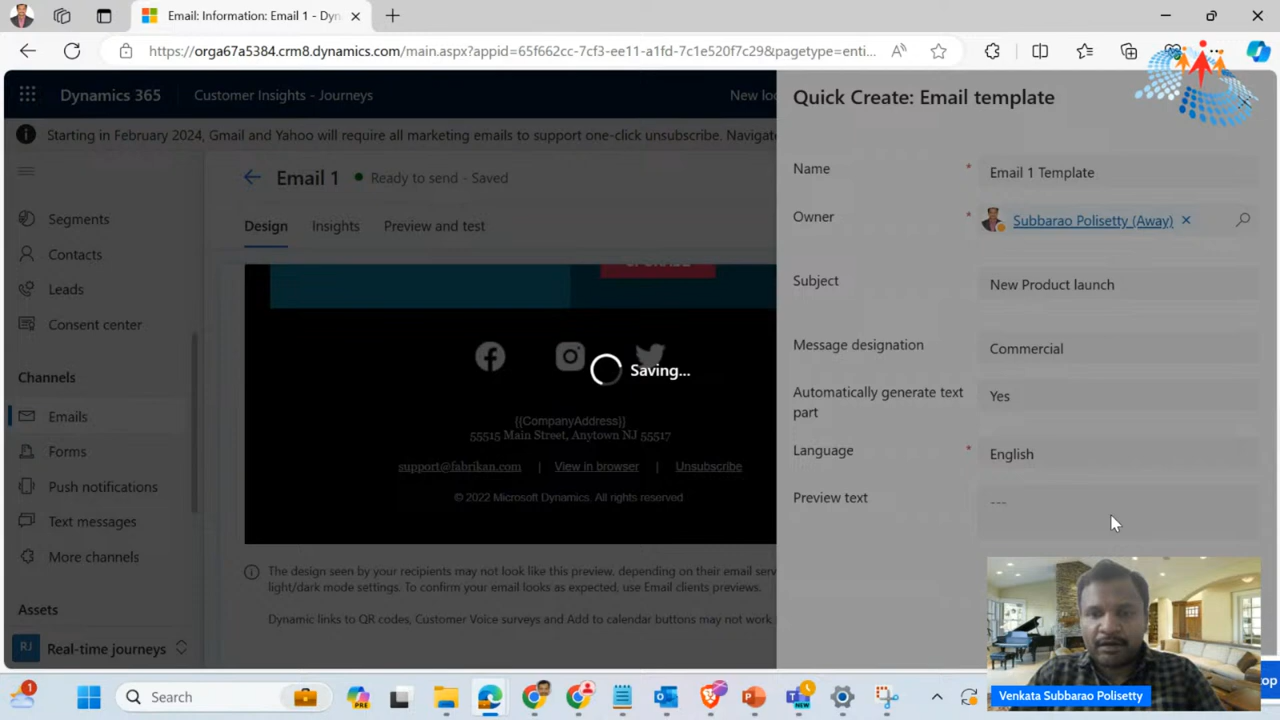 Email: Information: Email 1 - Dyn
https://orga67a5384.crm8.dynamics.com/main.aspx?appid=65f662cc-7cf3-ee11-a1fd-7c1e520f7c29&pagetype=enti...
Dynamics 365
Customer Insights - Journeys
New loo
Starting in February 2024, Gmail and Yahoo will require all marketing emails to support one-click unsubscribe. Navigate
Email 1
Ready to send - Saved
Design
Insights
Preview and test
Segments
Contacts
Leads
Consent center
Channels
Emails
Forms
Push notifications
Text messages
More channels
Assets
RJ
Real-time journeys
Saving...
{{CompanyAddress}}
55515 Main Street, Anytown NJ 55517
support@fabrikan.com | View in browser | Unsubscribe
© 2022 Microsoft Dynamics. All rights reserved
The design seen by your recipients may not look like this preview, depending on their email serv
light/dark mode settings. To confirm your email looks as expected, use Email clients previews.
Dynamic links to QR codes, Customer Voice surveys and Add to calendar buttons may not work
Quick Create: Email template
Name * Email 1 Template
Owner * Subbarao Polisetty (Away)
Subject New Product launch
Message designation Commercial
Automatically generate text
part
Yes
Language * English
Preview text ---
Venkata Subbarao Polisetty
op
1
Search
NEW